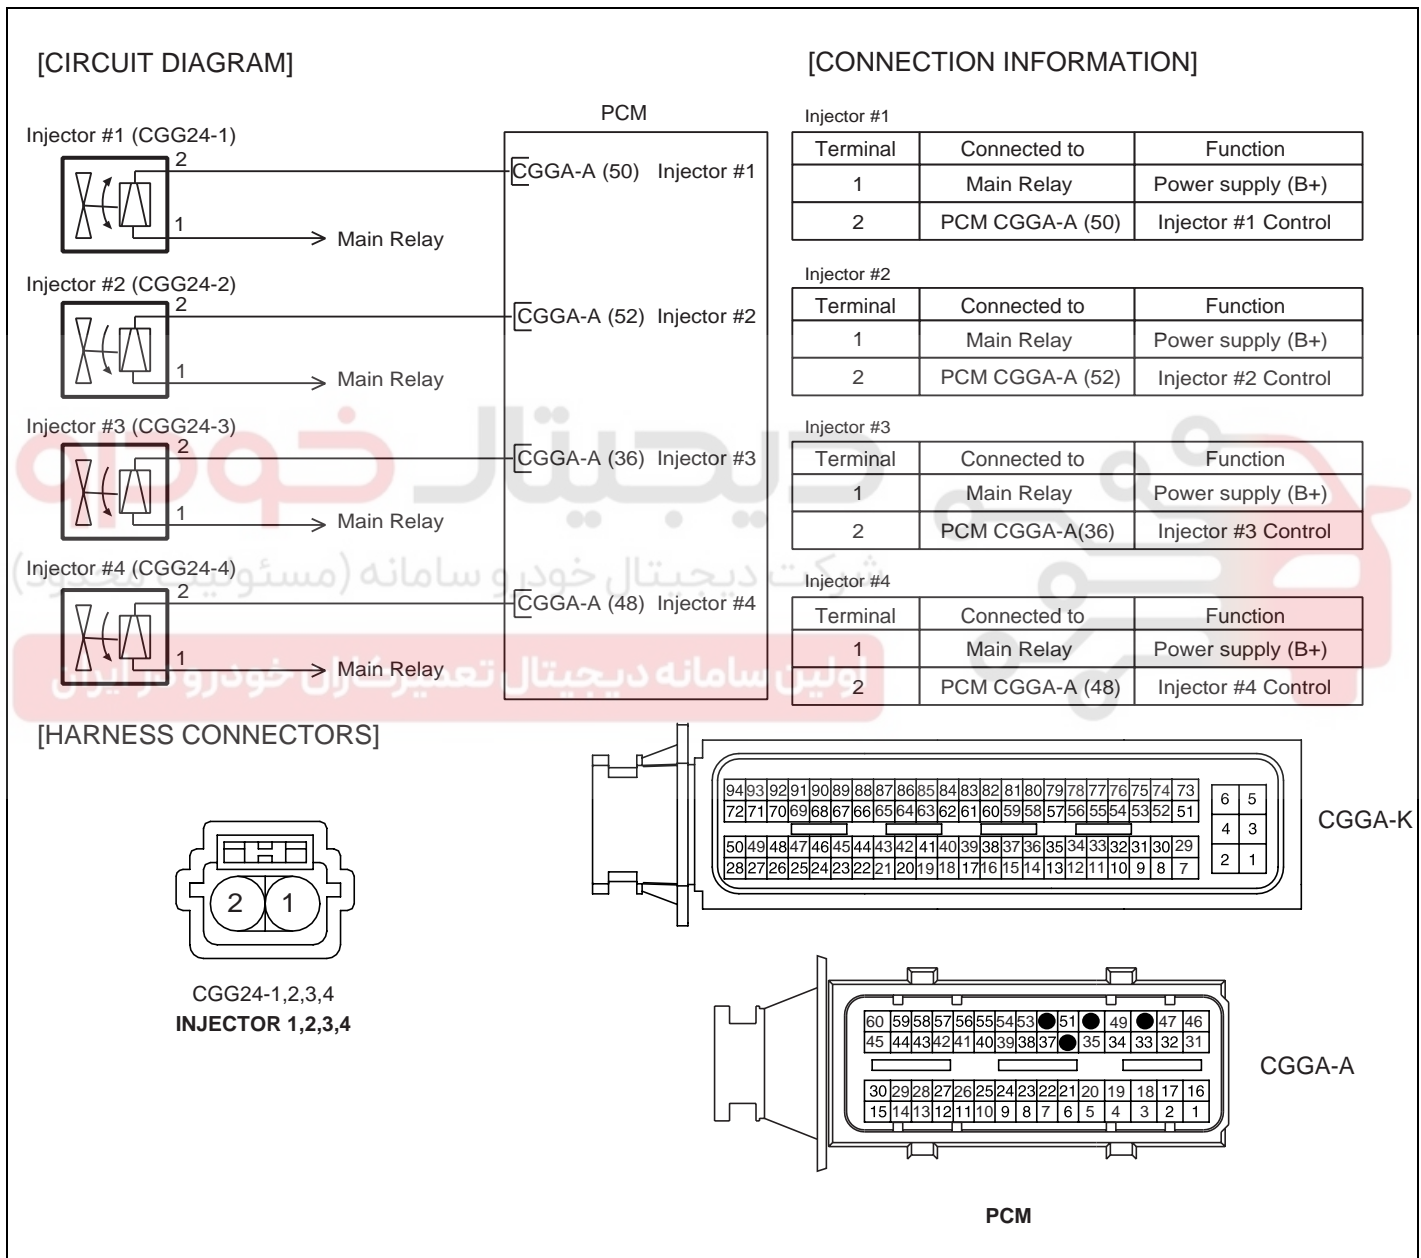 [CIRCUIT DIAGRAM]
PCM
Injector #1 (CGG24-1)
2
CGGA-A (50) Injector #1
1
Main Relay
Injector #2 (CGG24-2)
2
CGGA-A (52) Injector #2
1
Main Relay
Injector #3 (CGG24-3)
2
CGGA-A (36) Injector #3
1
Main Relay
Injector #4 (CGG24-4)
2
CGGA-A (48) Injector #4
1
Main Relay
[CONNECTION INFORMATION]
Injector #1
Terminal Connected to Function
1 Main Relay Power supply (B+)
2 PCM CGGA-A (50) Injector #1 Control
Injector #2
Terminal Connected to Function
1 Main Relay Power supply (B+)
2 PCM CGGA-A (52) Injector #2 Control
Injector #3
Terminal Connected to Function
1 Main Relay Power supply (B+)
2 PCM CGGA-A(36) Injector #3 Control
Injector #4
Terminal Connected to Function
1 Main Relay Power supply (B+)
2 PCM CGGA-A (48) Injector #4 Control
دیجیتال خودرو
شرکت دیجیتال خودرو سامانه (مسئولیت محدود)
اولین سامانه دیجیتال تعمیرکاران خودرو در ایران
[HARNESS CONNECTORS]
2 1
CGG24-1,2,3,4
INJECTOR 1,2,3,4
94 93 92 91 90 89 88 87 86 85 84 83 82 81 80 79 78 77 76 75 74 73
72 71 70 69 68 67 66 65 64 63 62 61 60 59 58 57 56 55 54 53 52 51
50 49 48 47 46 45 44 43 42 41 40 39 38 37 36 35 34 33 32 31 30 29
28 27 26 25 24 23 22 21 20 19 18 17 16 15 14 13 12 11 10 9 8 7
6 5
4 3
2 1
CGGA-K
60 59 58 57 56 55 54 53 51 49 47 46
45 44 43 42 41 40 39 38 37 35 34 33 32 31
30 29 28 27 26 25 24 23 22 21 20 19 18 17 16
15 14 13 12 11 10 9 8 7 6 5 4 3 2 1
CGGA-A
PCM